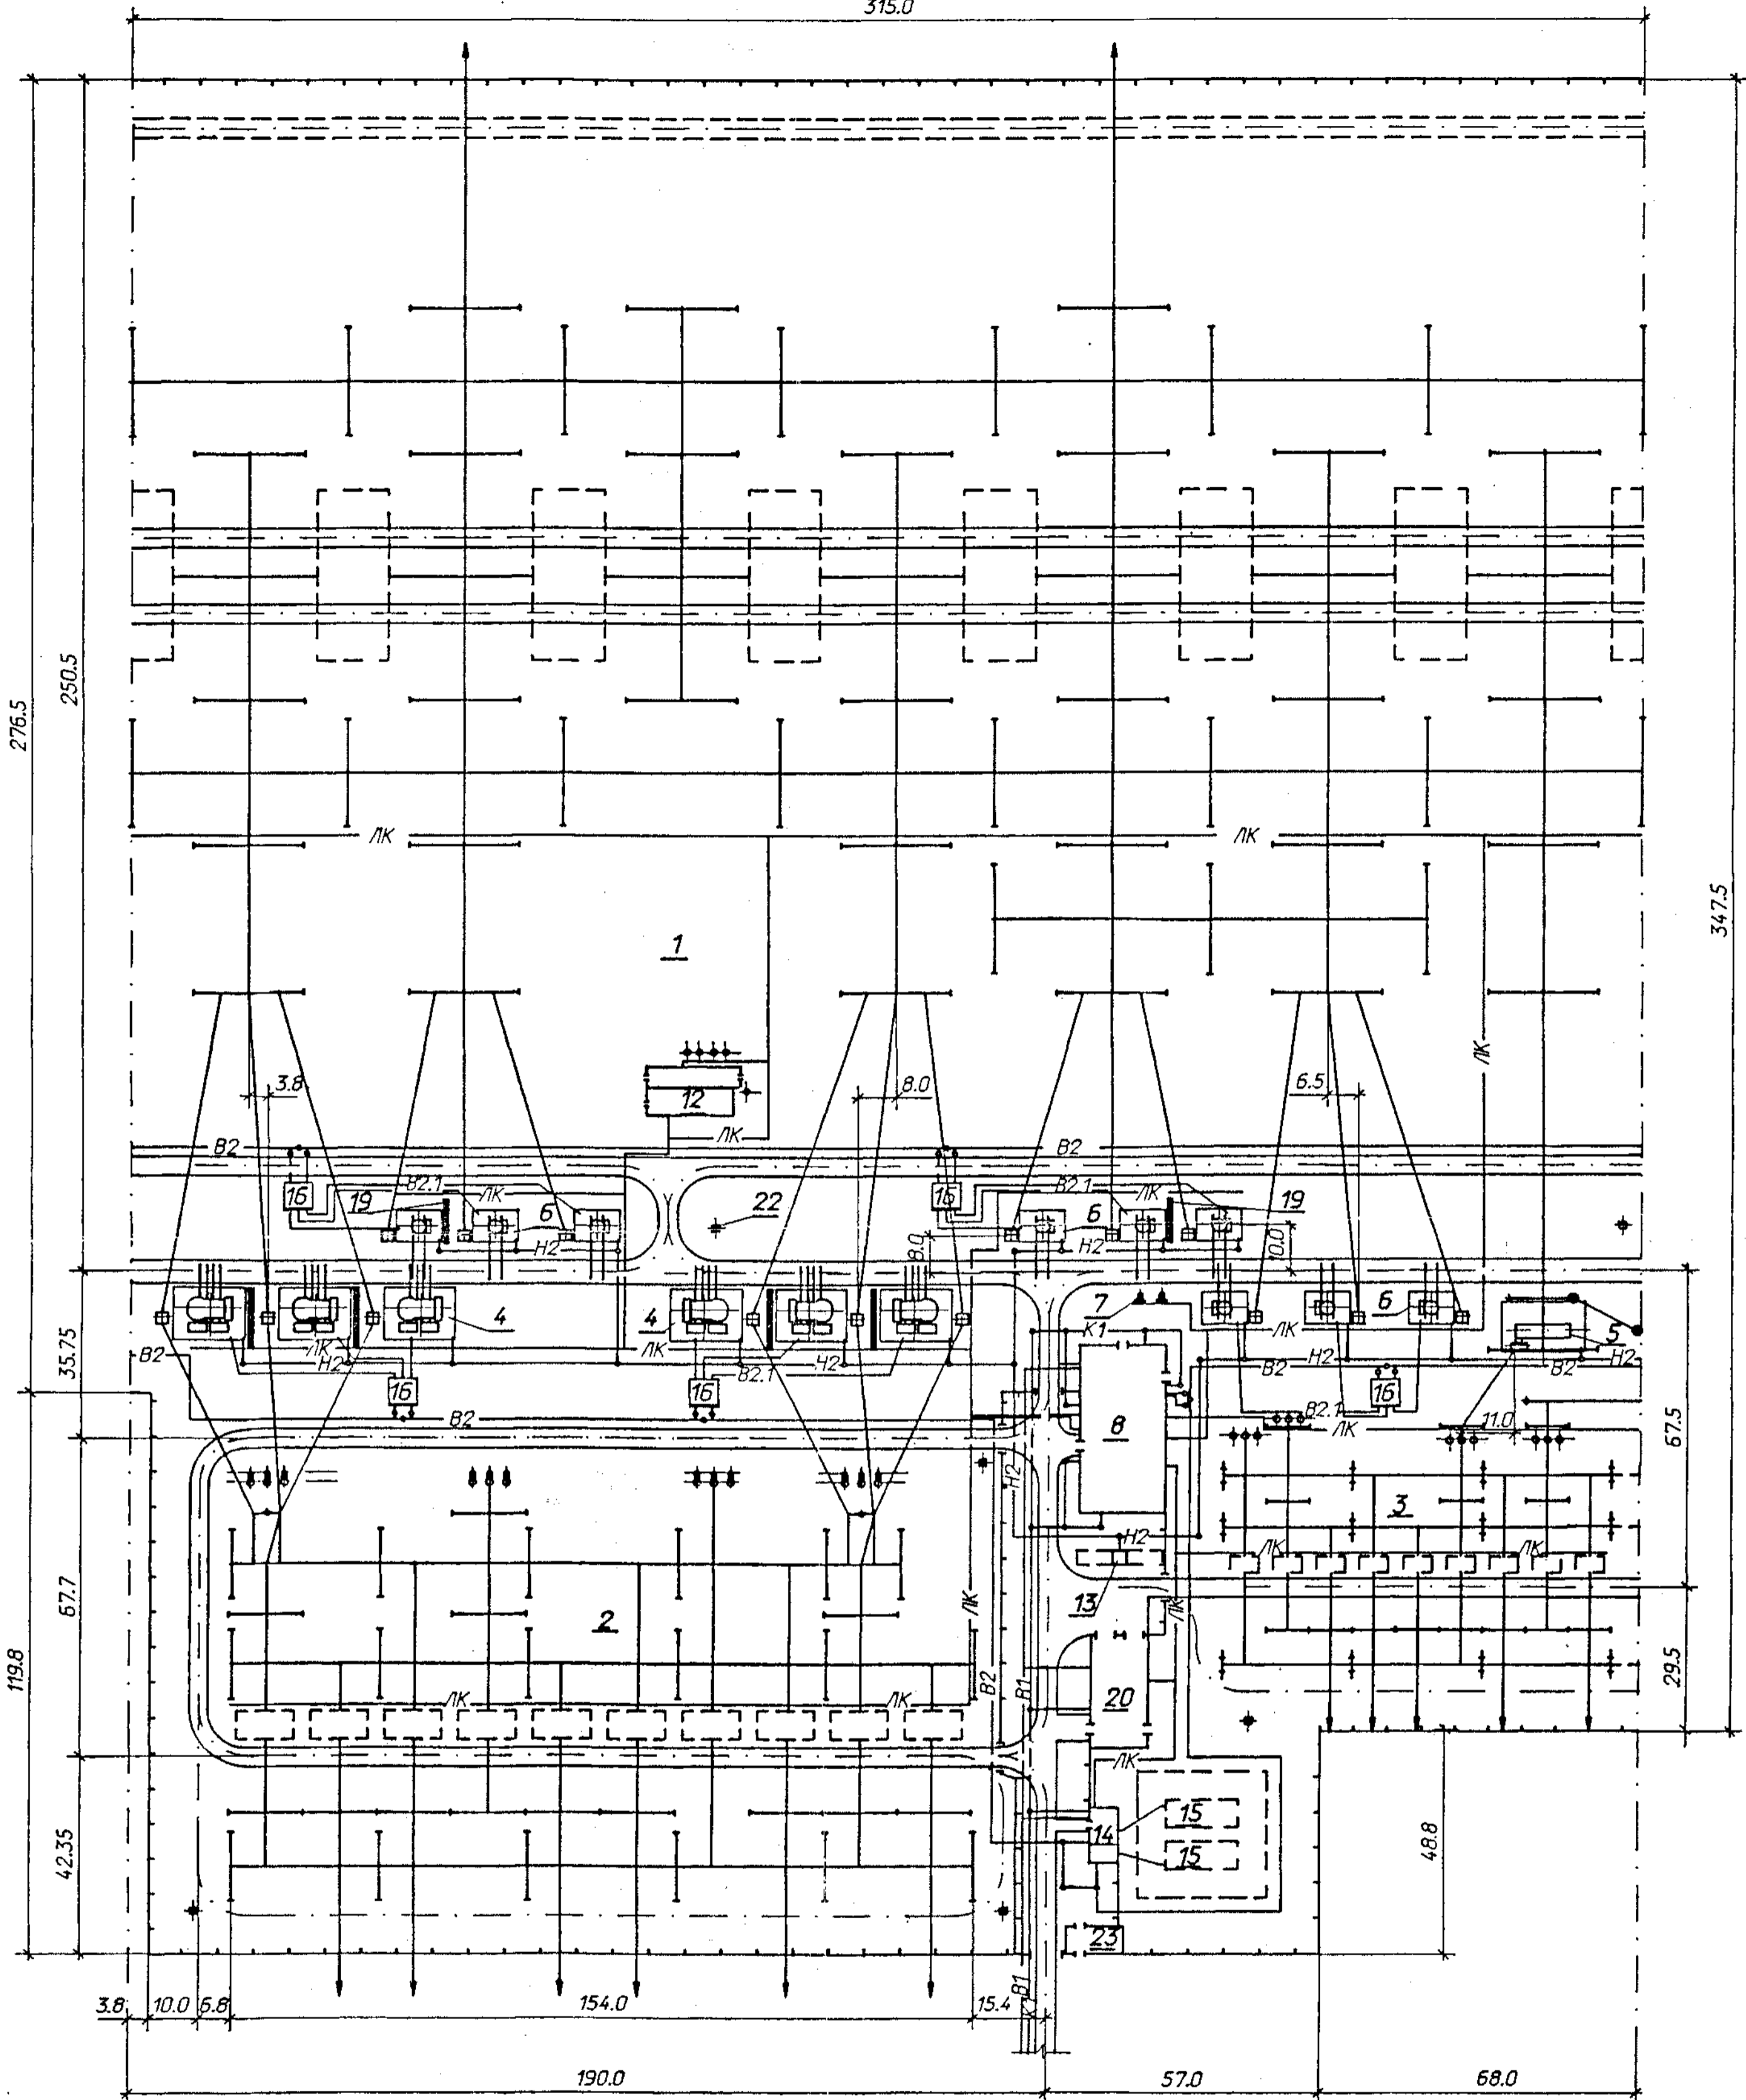 315.0
276.5
250.5
347.5
ЛК
ЛК
1
ЛК
3.8
12
8.0
6.5
ЛК
В2
В2
16
19
В2.1
ЛК
6
22
16
В2.1
ЛК
19
6
Н2
8.0
Н2
10.0
4
4
7
6
К1
ЛК
5
ЛК
Н2
ЛК
В2.1
Н2
В2
Н2
В2
Н2
В2
16
16
16
В2
8
В2.1
ЛК
11.0
35.75
67.5
Н2
3
Н2
ЛК
ЛК
13
2
ЛК
ЛК
67.7
119.8
29.5
ЛК
ЛК
В2
В1
20
ЛК
15
14
15
42.35
48.8
23
В1
К1
3.8
10.0
6.8
154.0
15.4
190.0
57.0
68.0